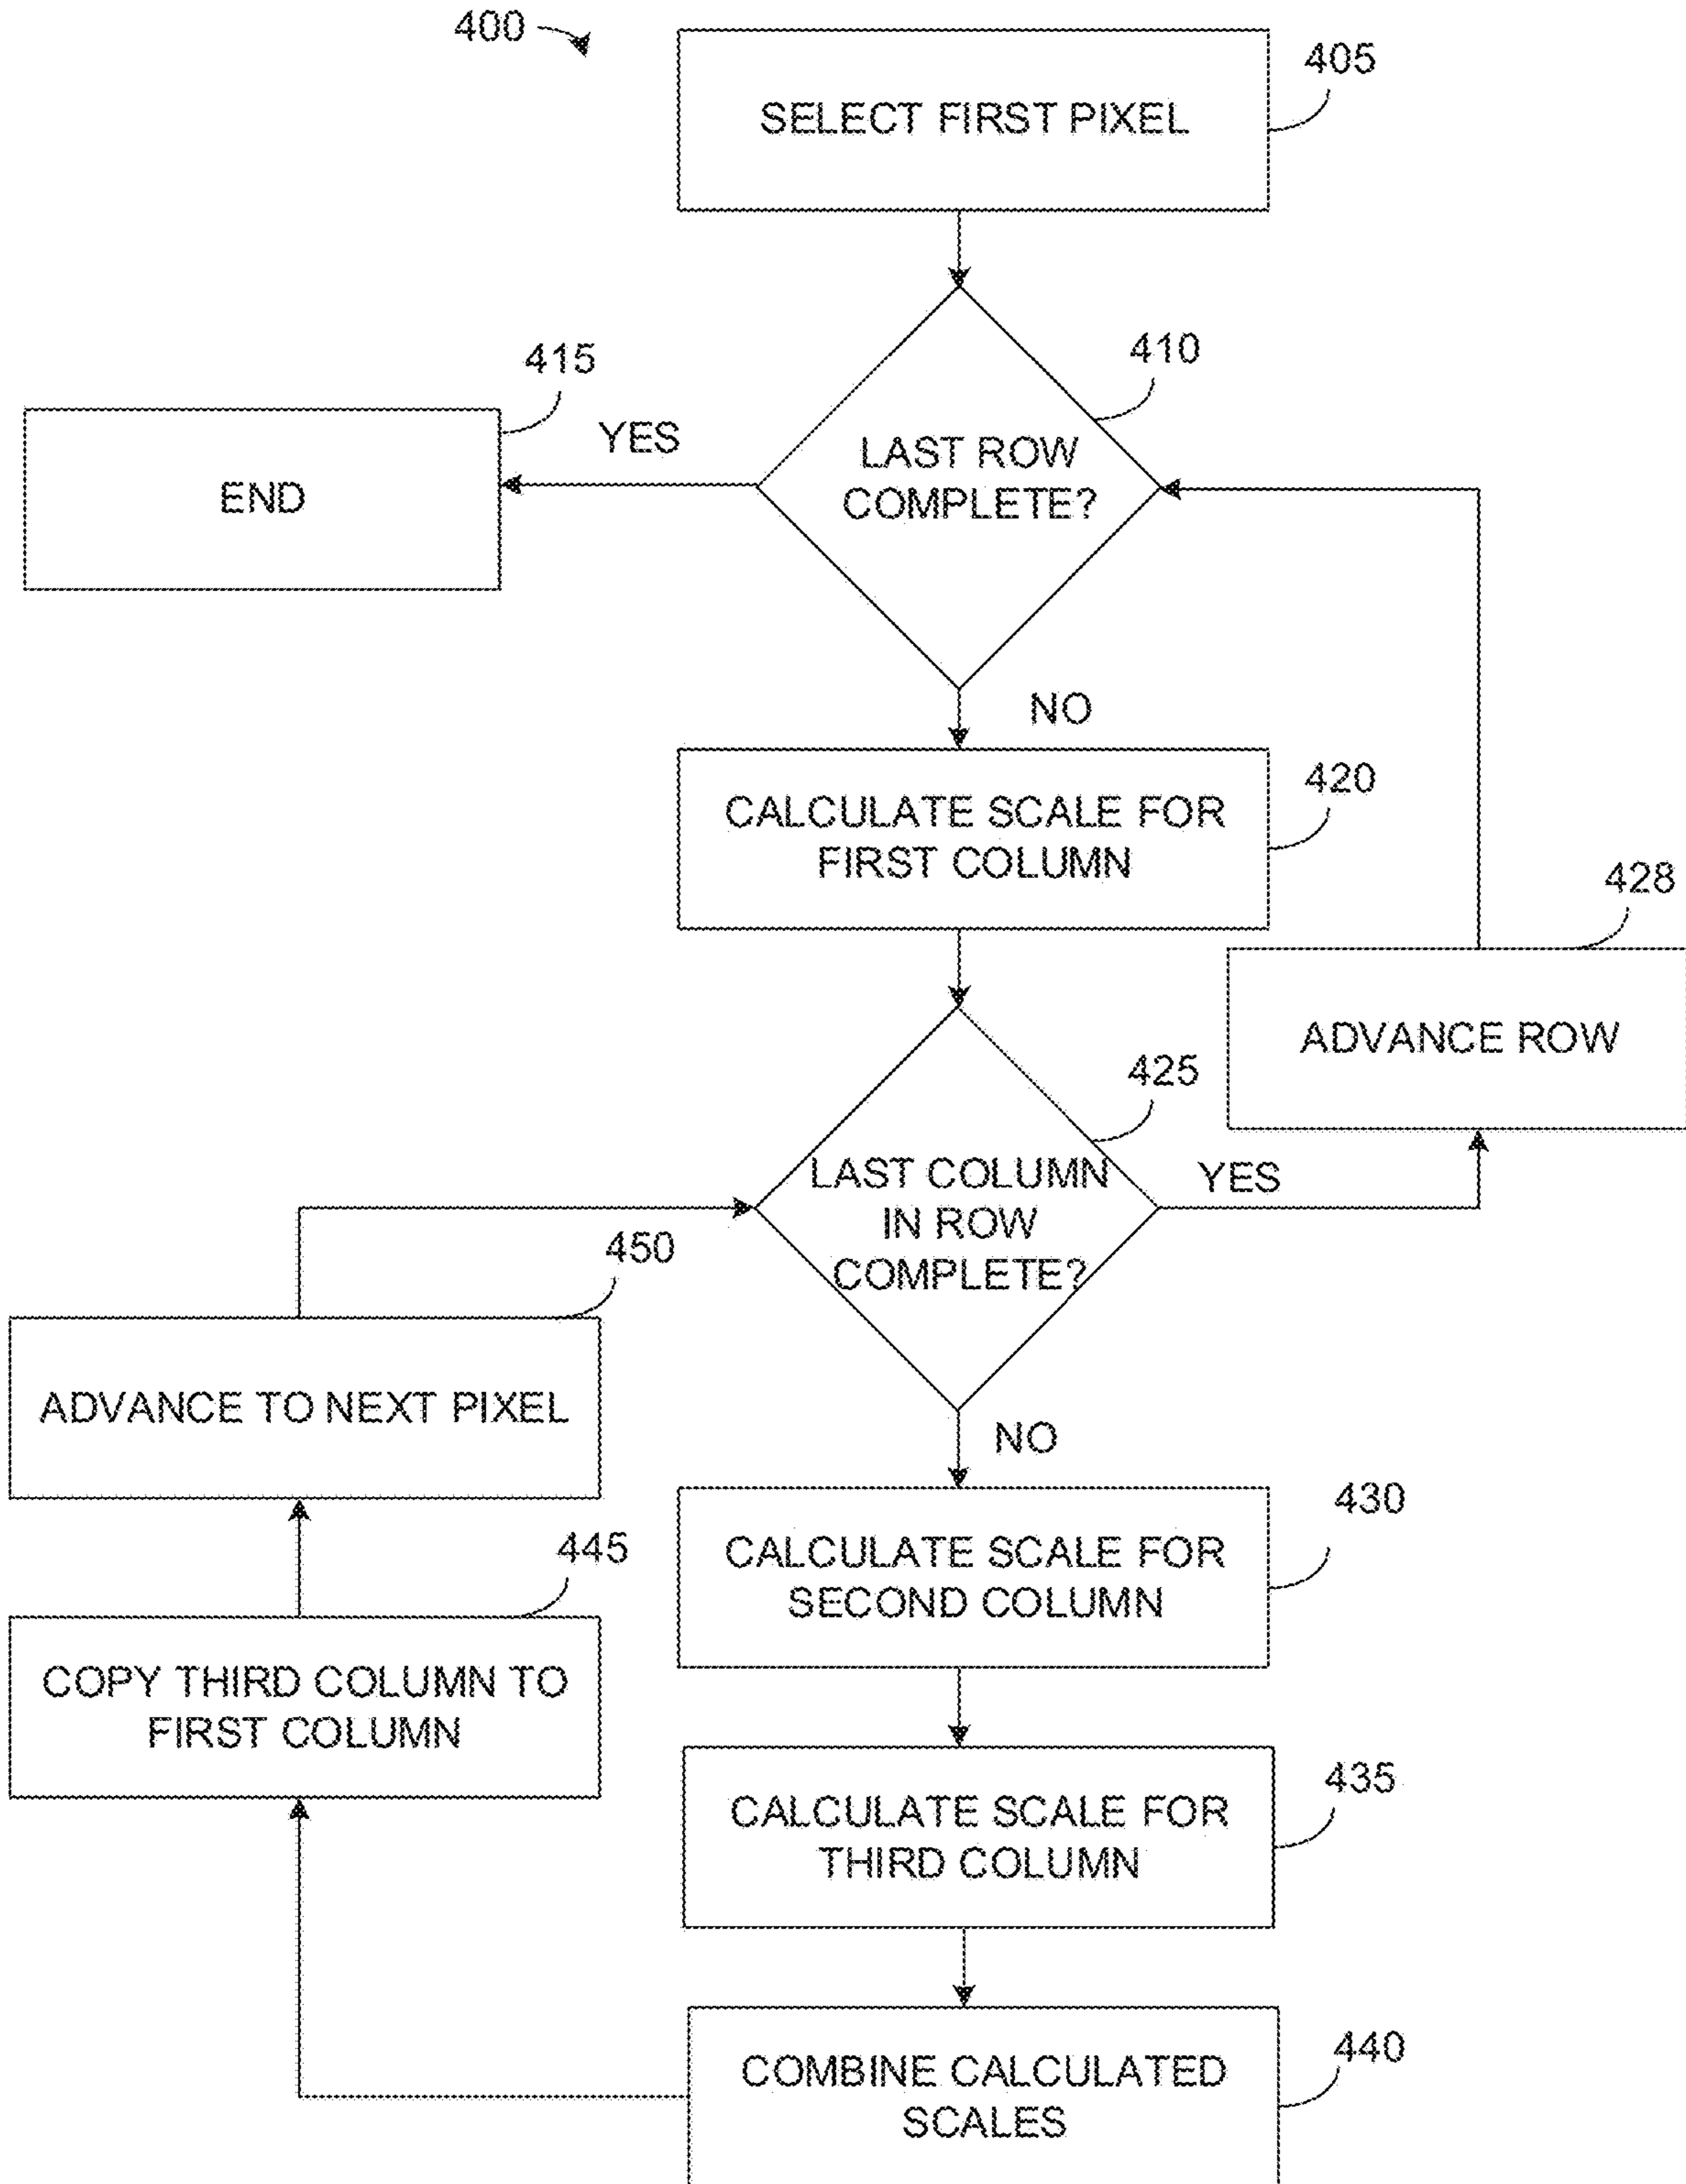 400
405
SELECT FIRST PIXEL
410
415
YES
LAST ROW
COMPLETE?
END
NO
420
CALCULATE SCALE FOR
FIRST COLUMN
428
ADVANCE ROW
425
LAST COLUMN
IN ROW
COMPLETE?
YES
450
ADVANCE TO NEXT PIXEL
NO
430
CALCULATE SCALE FOR
SECOND COLUMN
445
COPY THIRD COLUMN TO
FIRST COLUMN
435
CALCULATE SCALE FOR
THIRD COLUMN
440
COMBINE CALCULATED
SCALES